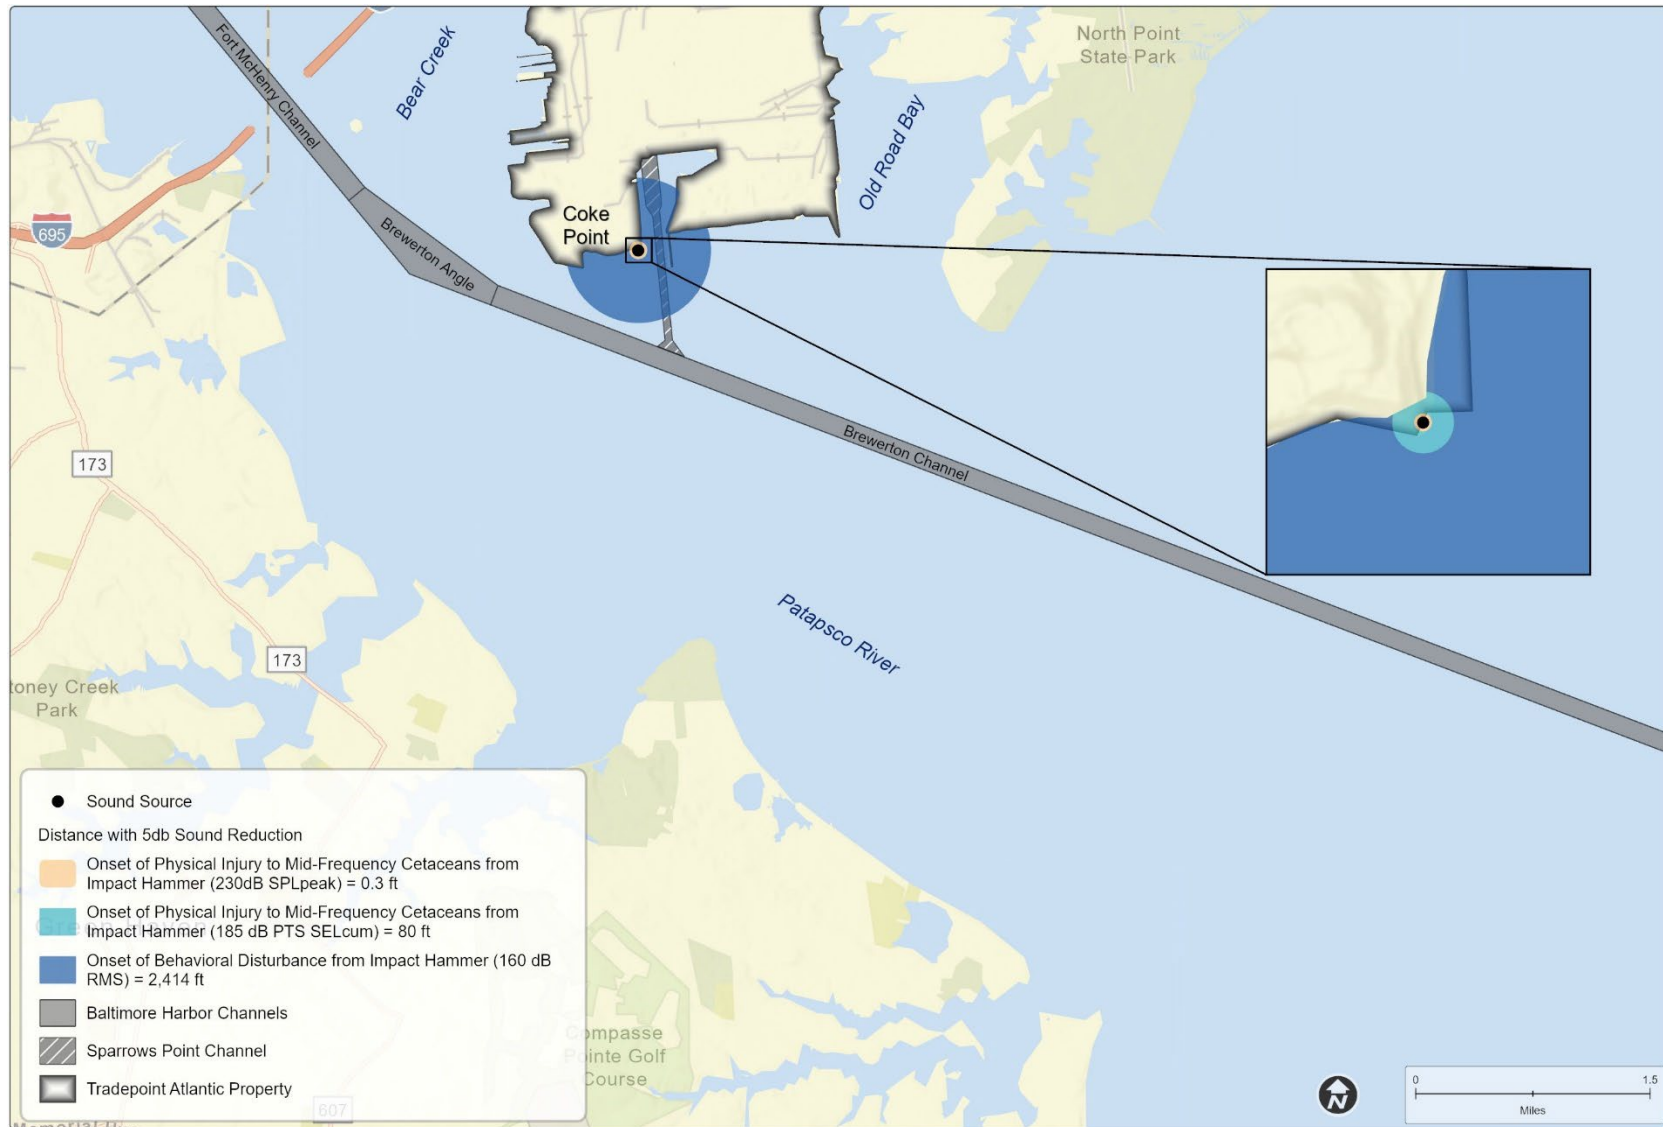 North Point
State Park
Fort McHenry Channel
Bear Creek
Old Road Bay
695
Coke
Point
Brewerton Angle
173
Brewerton Channel
Patapsco River
173
toney Creek
Park
Sound Source
Distance with 5db Sound Reduction
Onset of Physical Injury to Mid-Frequency Cetaceans from
Impact Hammer (230dB SPLpeak) = 0.3 ft
Onset of Physical Injury to Mid-Frequency Cetaceans from
Impact Hammer (185 dB PTS SELcum) = 80 ft
Onset of Behavioral Disturbance from Impact Hammer (160 dB
RMS) = 2,414 ft
Baltimore Harbor Channels
Sparrows Point Channel
Tradepoint Atlantic Property
607
Compasse
Pointe Golf
Course
N
0 1.5
Miles